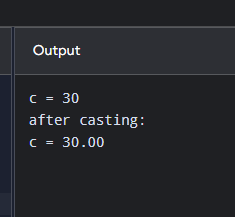 Output
c = 30
after casting:
c = 30.00